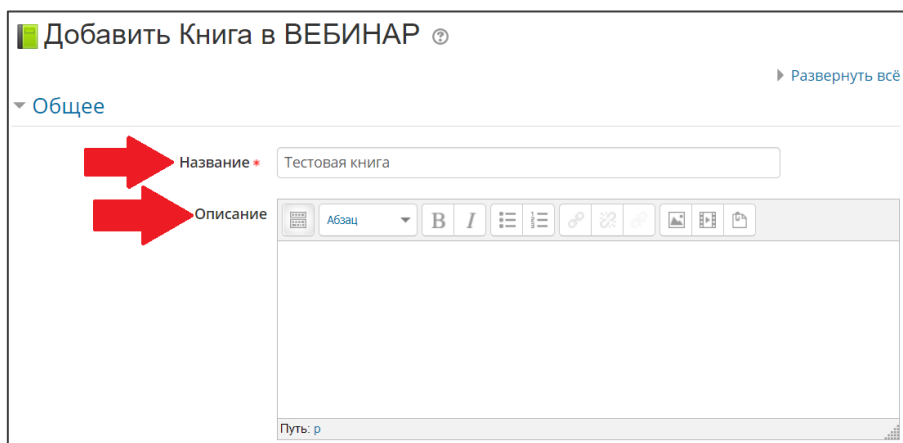 Добавить Книга в ВЕБИНАР ?
Развернуть всё
Общее
Название *
Тестовая книга
Описание
Абзац B I
Путь: p